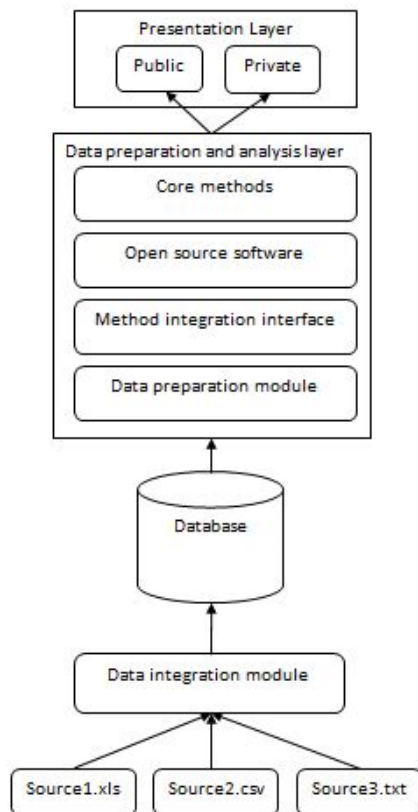 Presentation Layer
Public Private
Data preparation and analysis layer
Core methods
Open source software
Method integration interface
Data preparation module
Database
Data integration module
Source1.xls Source2.csv Source3.txt